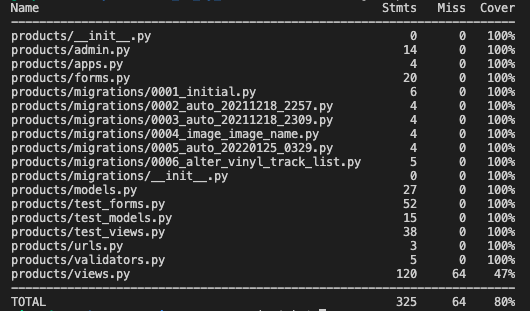 Name Stmts Miss Cover
products/__init__.py 0 0 100%
products/admin.py 14 0 100%
products/apps.py 4 0 100%
products/forms.py 20 0 100%
products/migrations/0001_initial.py 6 0 100%
products/migrations/0002_auto_20211218_2257.py 4 0 100%
products/migrations/0003_auto_20211218_2309.py 4 0 100%
products/migrations/0004_image_image_name.py 4 0 100%
products/migrations/0005_auto_20220125_0329.py 4 0 100%
products/migrations/0006_alter_vinyl_track_list.py 5 0 100%
products/migrations/__init__.py 0 0 100%
products/models.py 27 0 100%
products/test_forms.py 52 0 100%
products/test_models.py 15 0 100%
products/test_views.py 38 0 100%
products/urls.py 3 0 100%
products/validators.py 5 0 100%
products/views.py 120 64 47%
TOTAL 325 64 80%